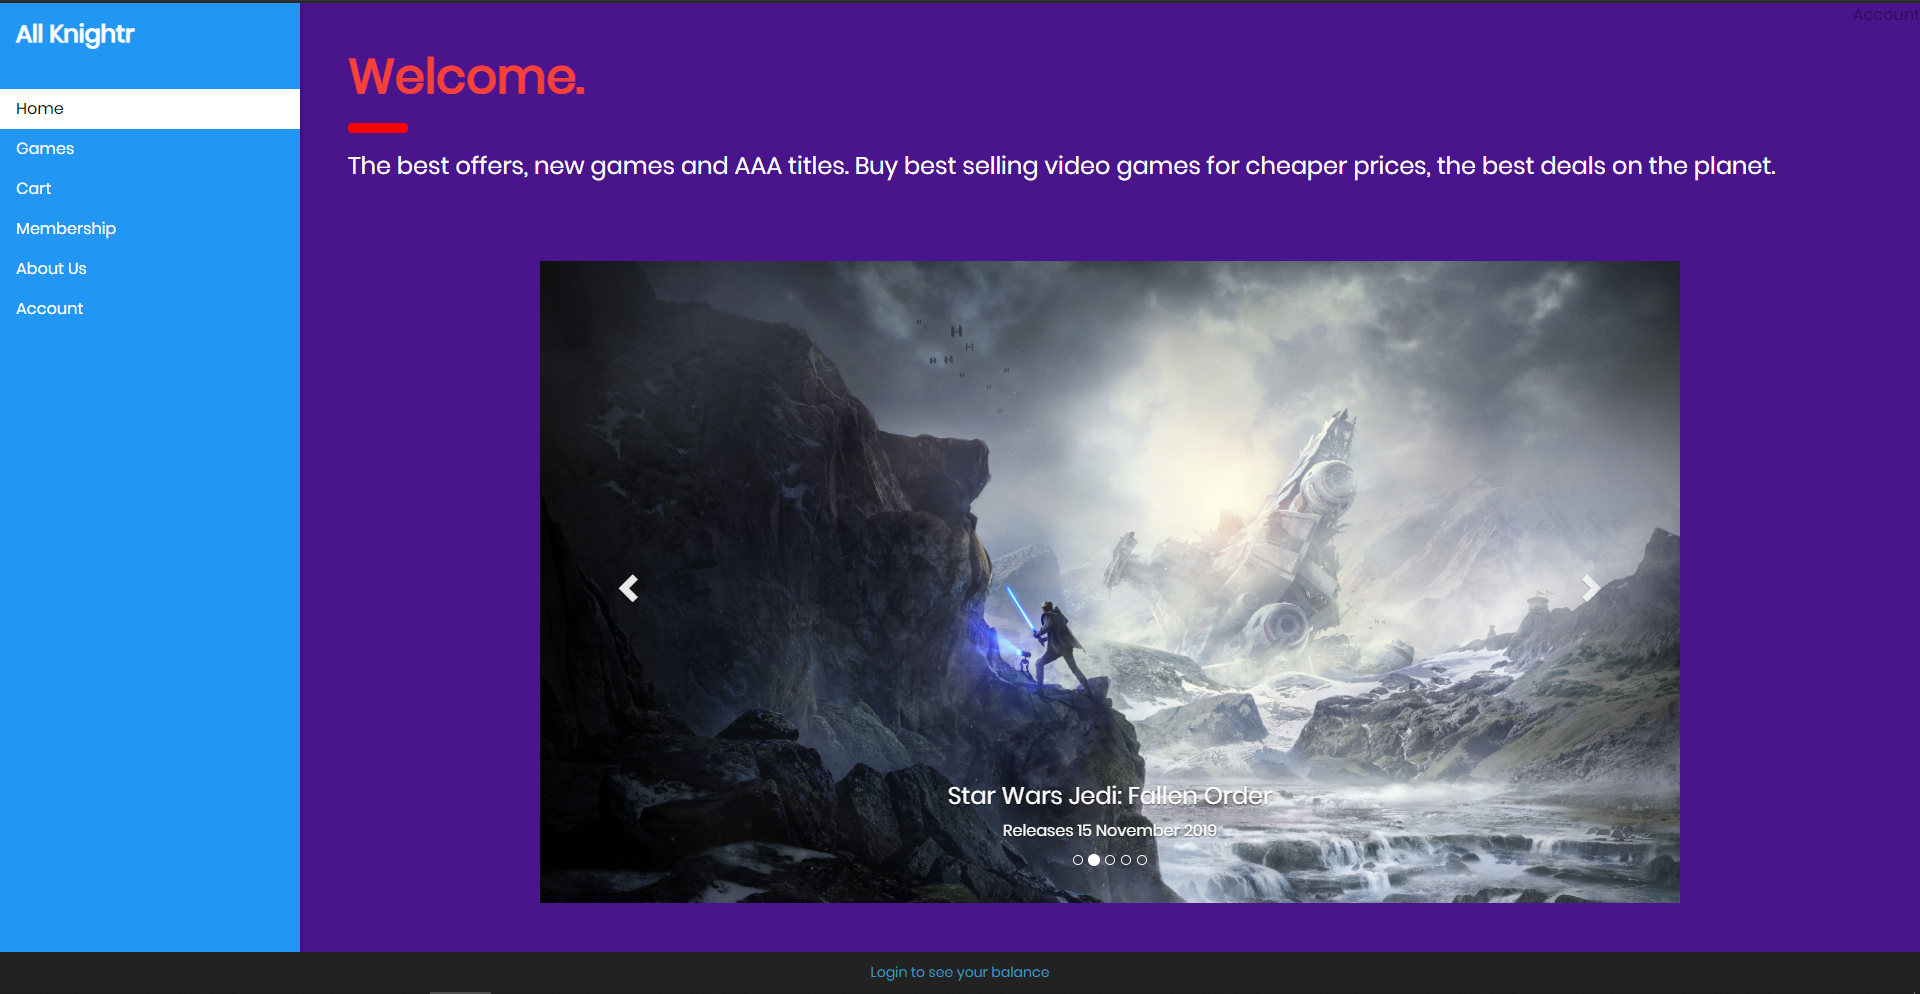 All Knightr
Home
Games
Cart
Membership
About Us
Account
Account
Welcome.
The best offers, new games and AAA titles. Buy best selling video games for cheaper prices, the best deals on the planet.
Star Wars Jedi: Fallen Order
Releases 15 November 2019
Login to see your balance